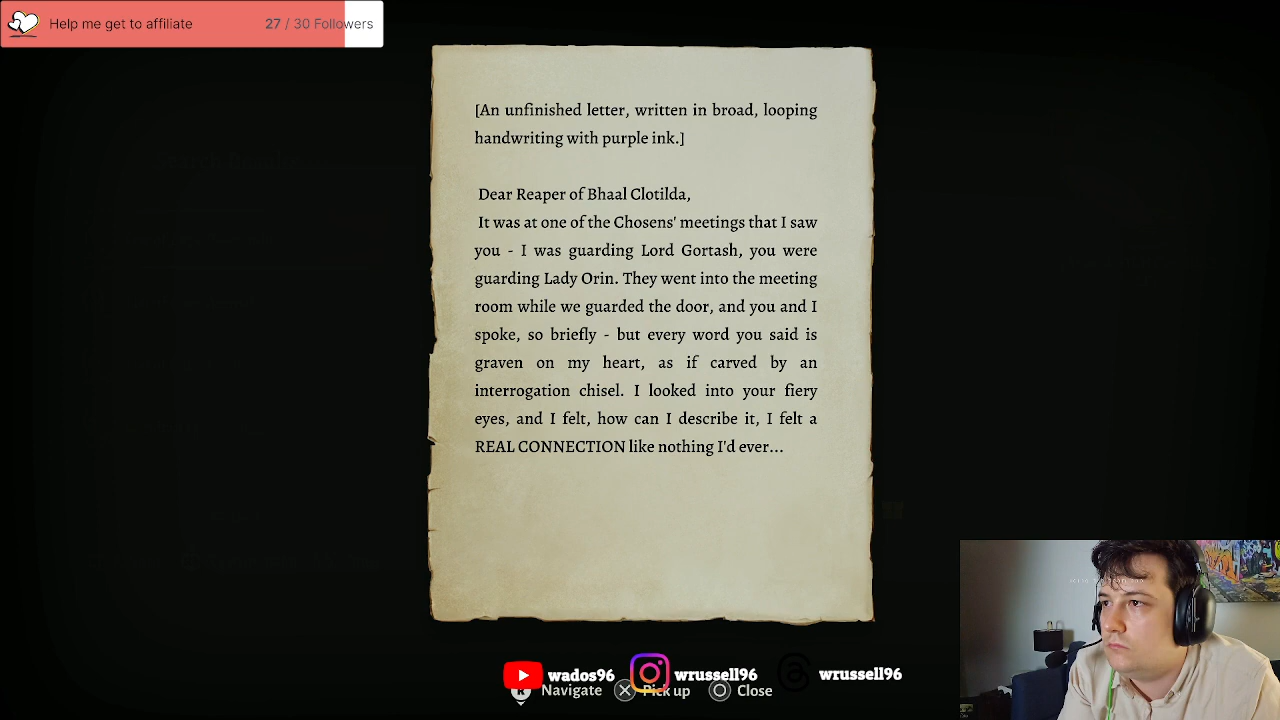 Help me get to affiliate 27 / 30 Followers
[An unfinished letter, written in broad, looping
handwriting with purple ink.]
Dear Reaper of Bhaal Clotilda,
It was at one of the Chosens' meetings that I saw
you - I was guarding Lord Gortash, you were
guarding Lady Orin. They went into the meeting
room while we guarded the door, and you and I
spoke, so briefly - but every word you said is
graven on my heart, as if carved by an
interrogation chisel. I looked into your fiery
eyes, and I felt, how can I describe it, I felt a
REAL CONNECTION like nothing I'd ever...
wados96 wrussell96 wrussell96
R Navigate Pick up Close